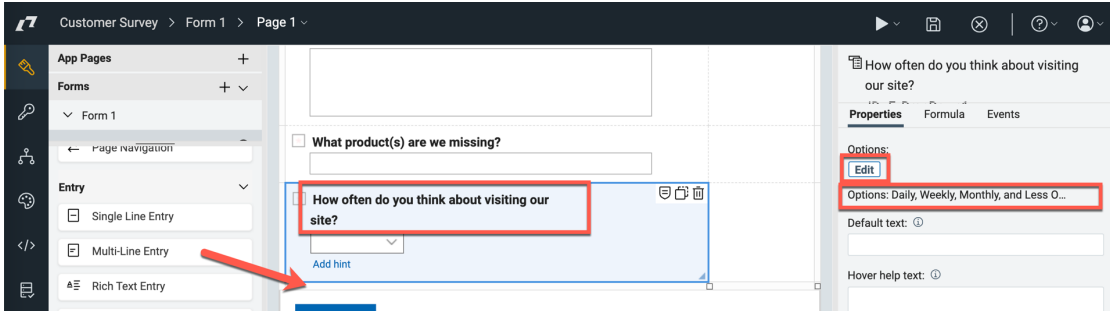 Customer Survey > Form 1 > Page 1
App Pages
Forms
Form 1
Page Navigation
Entry
Single Line Entry
Multi-Line Entry
Rich Text Entry
What product(s) are we missing?
How often do you think about visiting our
site?
Add hint
How often do you think about visiting
our site?
Properties Formula Events
Options:
Edit
Options: Daily, Weekly, Monthly, and Less O...
Default text:
Hover help text: